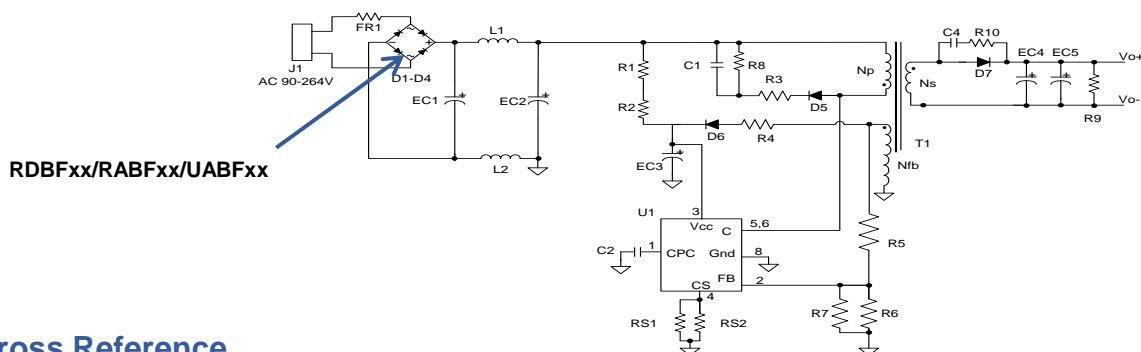 FR1
L1
J1
AC 90-264V
D1-D4
EC1
EC2
L2
RDBFxx/RABFxx/UABFxx
R1
R2
C1
R8
R3
D5
Np
Ns
C4
R10
D7
EC4
EC5
Vo+
Vo-
R9
D6
R4
T1
Nfb
EC3
U1
3
Vcc
C
5,6
C2
1
CPC
Gnd
8
FB
2
CS
4
R5
RS1
RS2
R7
R6
ross Reference